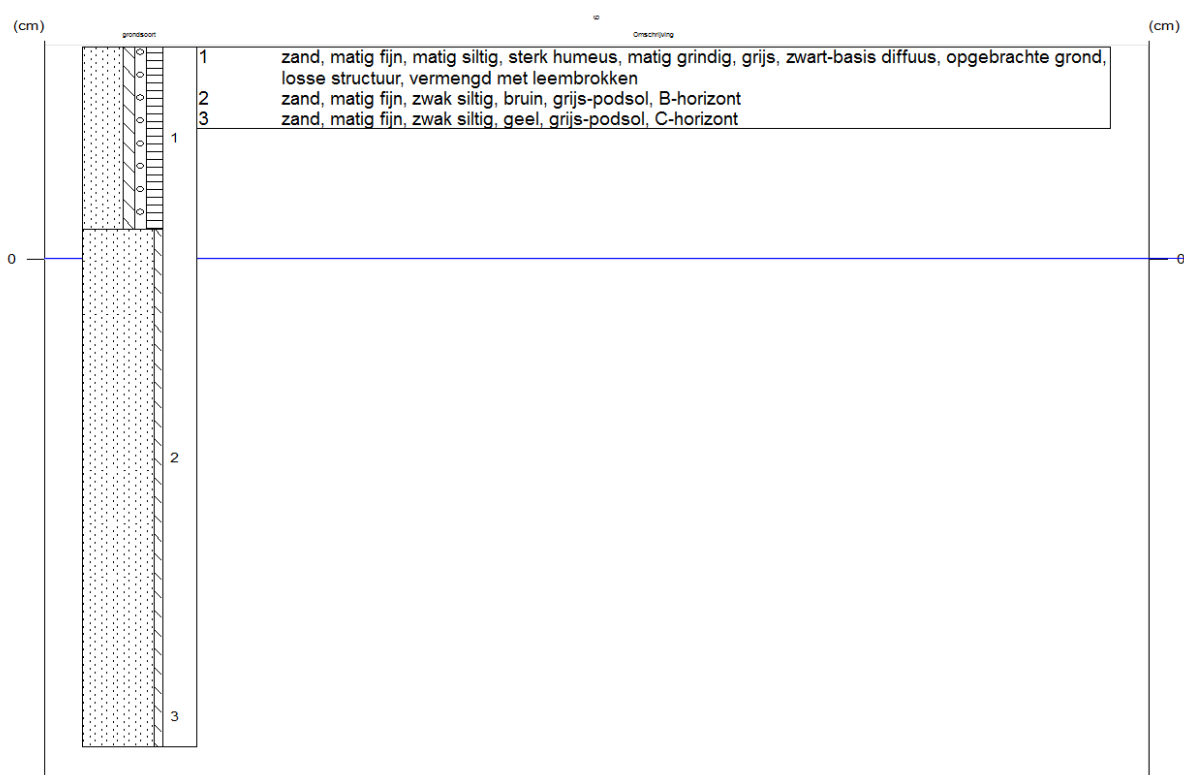 (cm)
(cm)
grondsoort
Omschrijving
1 zand, matig fijn, matig siltig, sterk humeus, matig grindig, grijs, zwart-basis diffuus, opgebrachte grond,
losse structuur, vermengd met leembrokken
2 zand, matig fijn, zwak siltig, bruin, grijs-podsol, B-horizont
3 zand, matig fijn, zwak siltig, geel, grijs-podsol, C-horizont
1
0
0
2
3